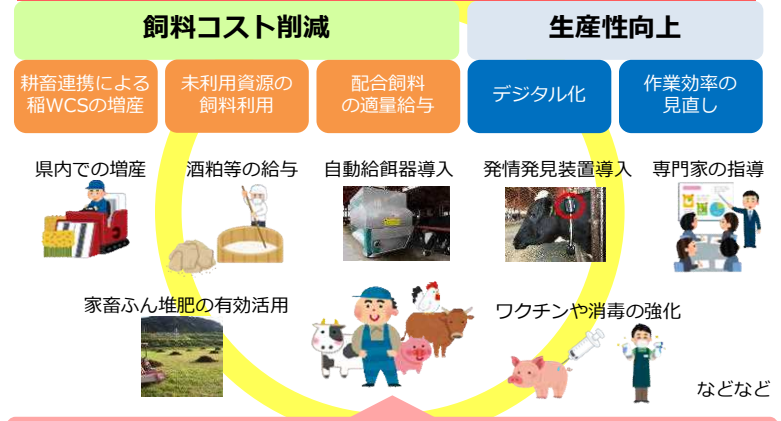 飼料コスト削減
生産性向上
耕畜連携による
稲WCSの増産
未利用資源の
飼料利用
配合飼料
の適量給与
デジタル化
作業効率の
見直し
県内での増産
酒粕等の給与
自動給餌器導入
発情発見装置導入
専門家の指導
家畜ふん堆肥の有効活用
ワクチンや消毒の強化
などなど